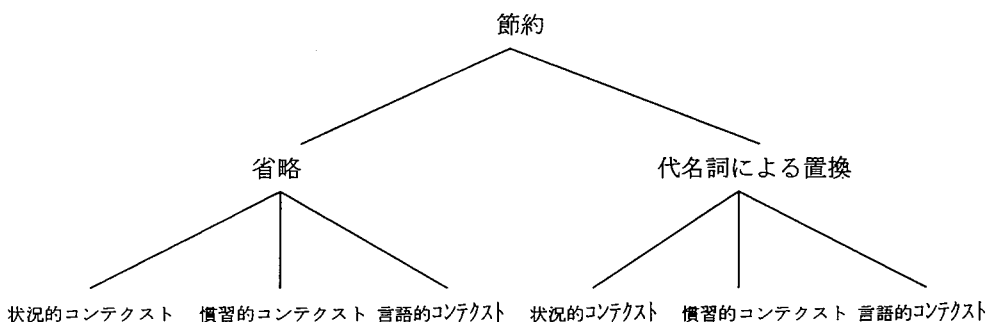 節約
省略 代名詞による置換
状況的コンテクスト 慣習的コンテクスト 言語的コンテクスト 状況的コンテクスト 慣習的コンテクスト 言語的コンテクスト